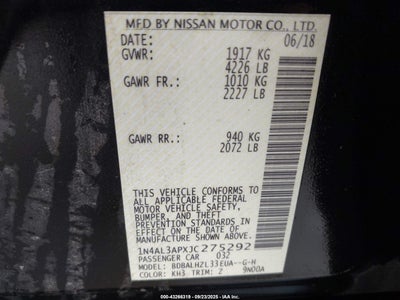 MFD BY NISSAN MOTOR CO., LTD.
DATE: 06/18
GVWR: 1917 KG
4226 LB
GAWR FR.: 1010 KG
2227 LB
GAWR RR.: 940 KG
2072 LB
THIS VEHICLE CONFORMS TO
ALL APPLICABLE FEDERAL
MOTOR VEHICLE SAFETY,
BUMPER, AND THEFT
PREVENTION STANDARDS IN
EFFECT ON THE DATE OF
MANUFACTURE SHOWN ABOVE.
1N4AL3APXJC275292
PASSENGER CAR 032
MODEL: BDBALHZL33EUA--G-H
COLOR: KH3 TRIM: Z 9N00A
© IAA - 43266319 - 09/23/2025 - IAA Inc.